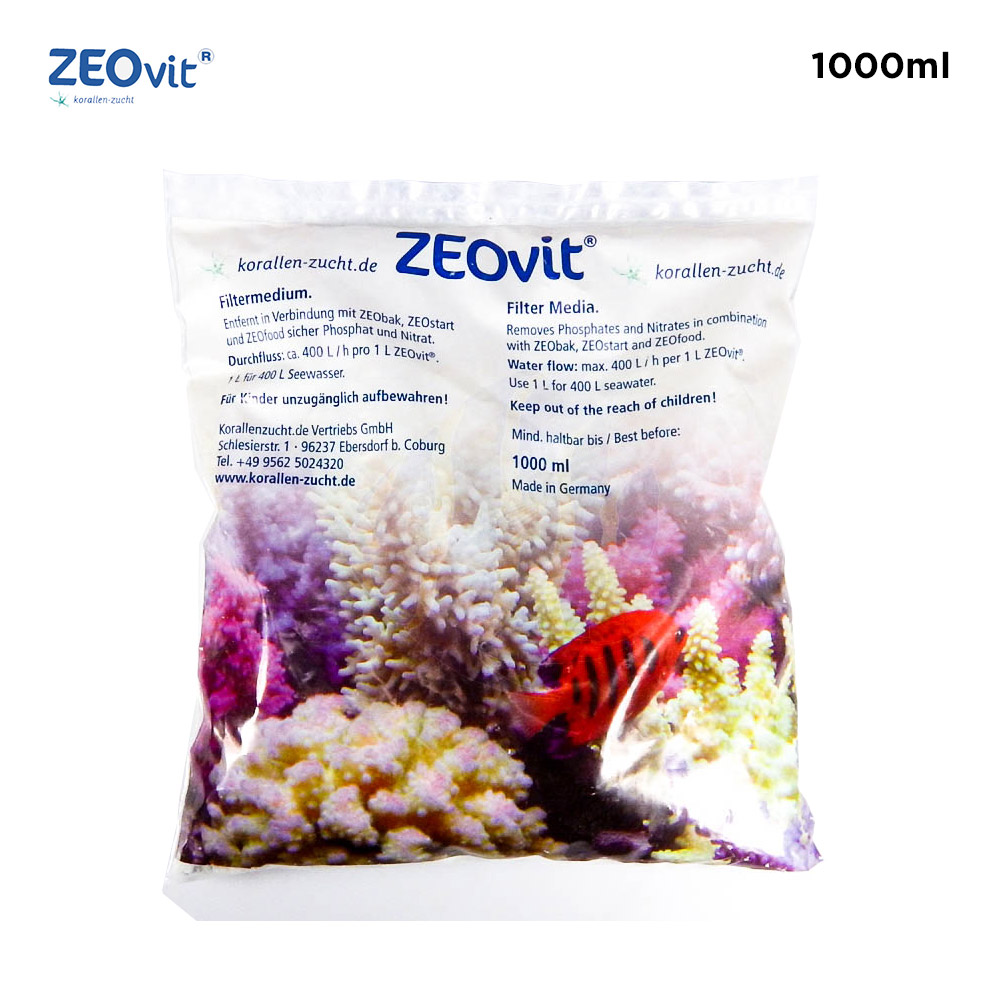 ZEOvit®
korallen-zucht
1000ml
korallen-zucht.de ZEOvit® korallen-zucht.de
Filtermedium.
Entfernt in Verbindung mit ZEObak, ZEOstart
und ZEOfood sicher Phosphat und Nitrat.
Durchfluss: ca. 400 L / h pro 1 L ZEOvit®.
1 L für 400 L Seewasser.
Für Kinder unzugänglich aufbewahren!
Korallenzucht.de Vertriebs GmbH
Schlesierstr. 1 · 96237 Ebersdorf b. Coburg
Tel. +49 9562 5024320
www.korallen-zucht.de
Filter Media.
Removes Phosphates and Nitrates in combination
with ZEObak, ZEOstart and ZEOfood.
Water flow: max. 400 L / h per 1 L ZEOvit®.
Use 1 L for 400 L seawater.
Keep out of the reach of children!
Mind. haltbar bis / Best before:
1000 ml
Made in Germany